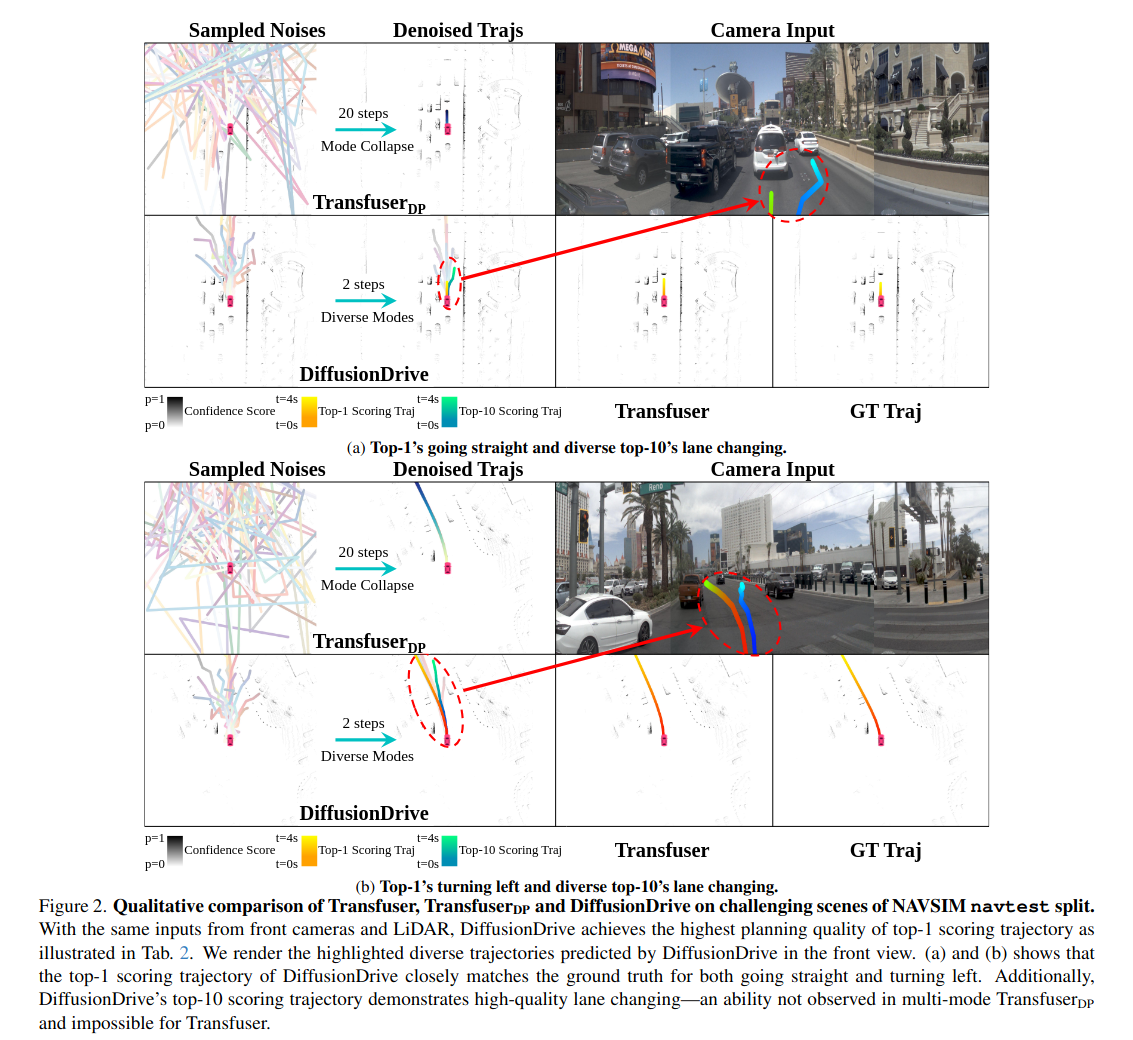 Sampled Noises Denoised Trajs Camera Input
OMEGA
20 steps
Mode Collapse
Transfuser_DP
2 steps
Diverse Modes
DiffusionDrive
p=1 t=4s t=4s
Confidence Score Top-1 Scoring Traj Top-10 Scoring Traj Transfuser GT Traj
p=0 t=0s t=0s
(a) Top-1's going straight and diverse top-10's lane changing.
Sampled Noises Denoised Trajs Camera Input
Reno
20 steps
Mode Collapse
Transfuser_DP
2 steps
Diverse Modes
DiffusionDrive
p=1 t=4s t=4s
Confidence Score Top-1 Scoring Traj Top-10 Scoring Traj Transfuser GT Traj
p=0 t=0s t=0s
(b) Top-1's turning left and diverse top-10's lane changing.
Figure 2. Qualitative comparison of Transfuser, Transfuser_DP and DiffusionDrive on challenging scenes of NAVSIM navtest split.
With the same inputs from front cameras and LiDAR, DiffusionDrive achieves the highest planning quality of top-1 scoring trajectory as
illustrated in Tab. 2. We render the highlighted diverse trajectories predicted by DiffusionDrive in the front view. (a) and (b) shows that
the top-1 scoring trajectory of DiffusionDrive closely matches the ground truth for both going straight and turning left. Additionally,
DiffusionDrive's top-10 scoring trajectory demonstrates high-quality lane changing—an ability not observed in multi-mode Transfuser_DP
and impossible for Transfuser.